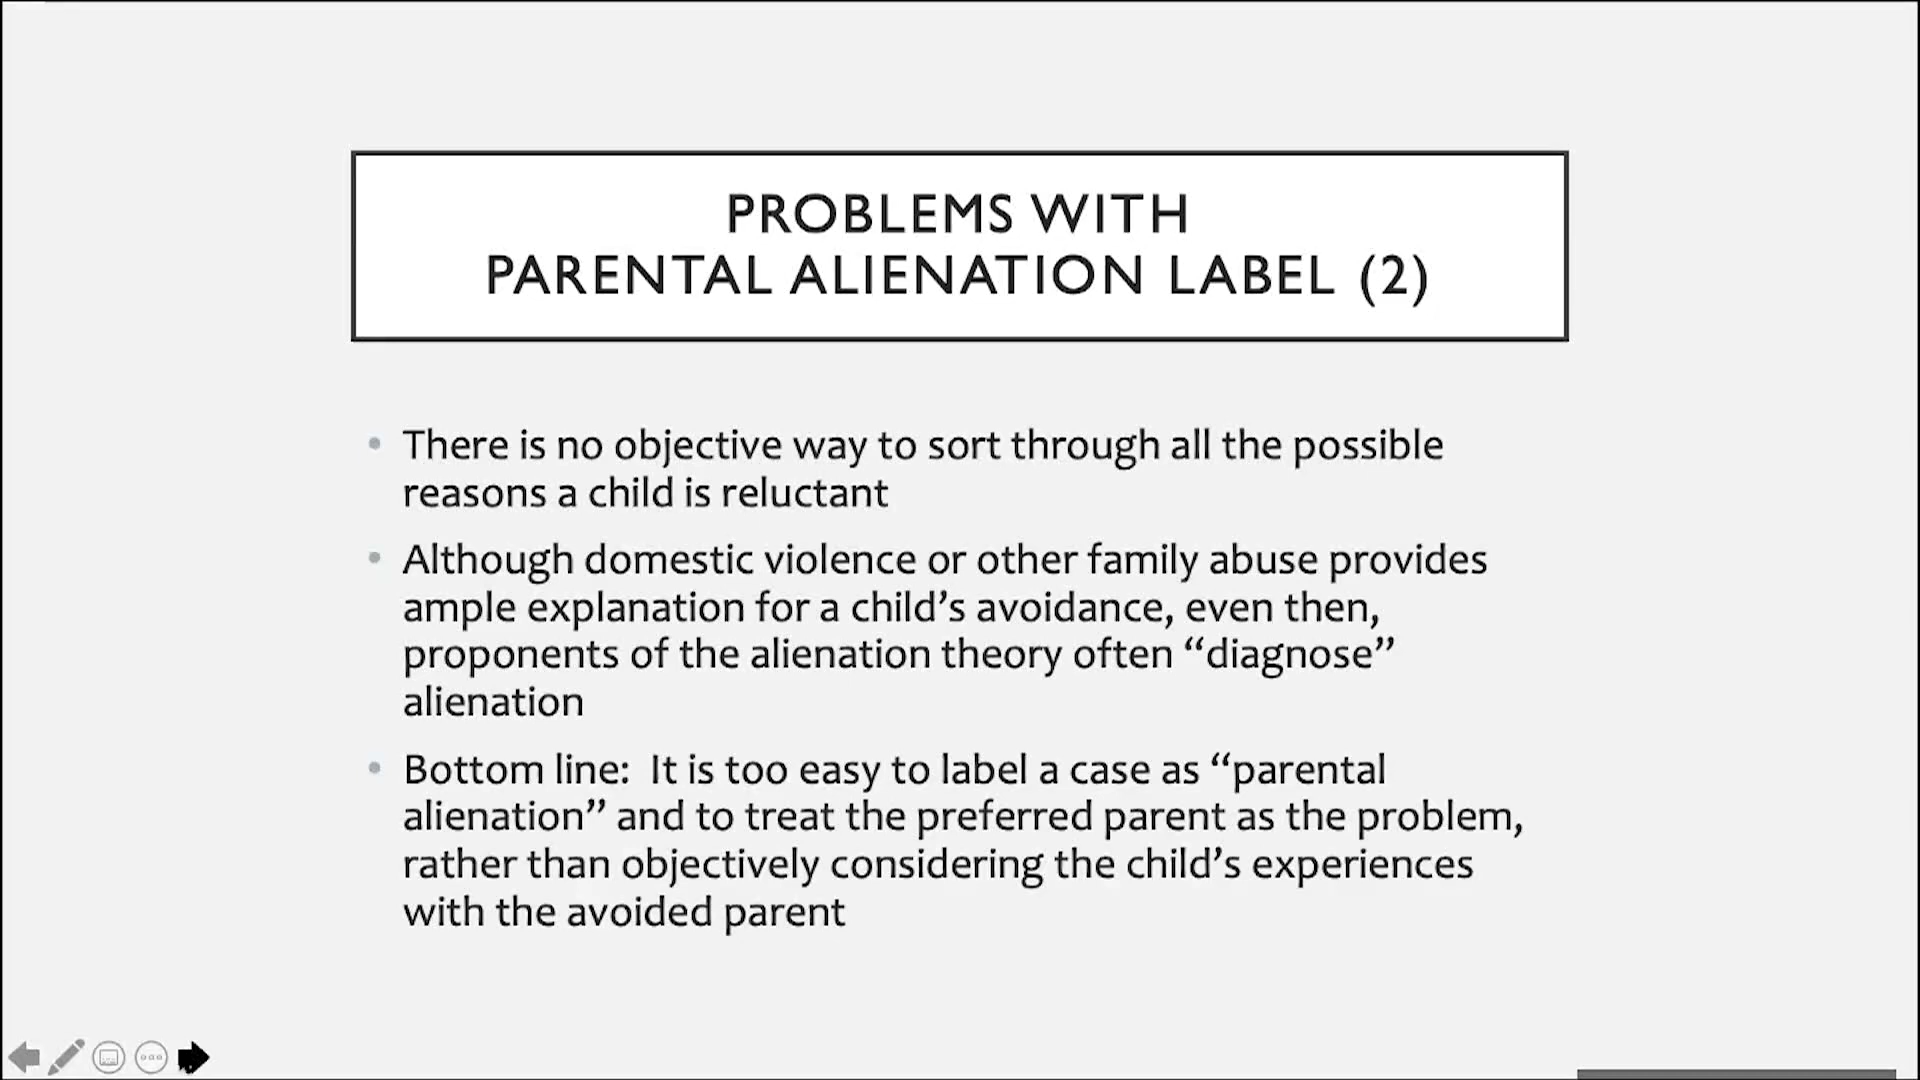 PROBLEMS WITH
PARENTAL ALIENATION LABEL (2)
• There is no objective way to sort through all the possible
reasons a child is reluctant
• Although domestic violence or other family abuse provides
ample explanation for a child’s avoidance, even then,
proponents of the alienation theory often “diagnose”
alienation
• Bottom line:  It is too easy to label a case as “parental
alienation” and to treat the preferred parent as the problem,
rather than objectively considering the child’s experiences
with the avoided parent